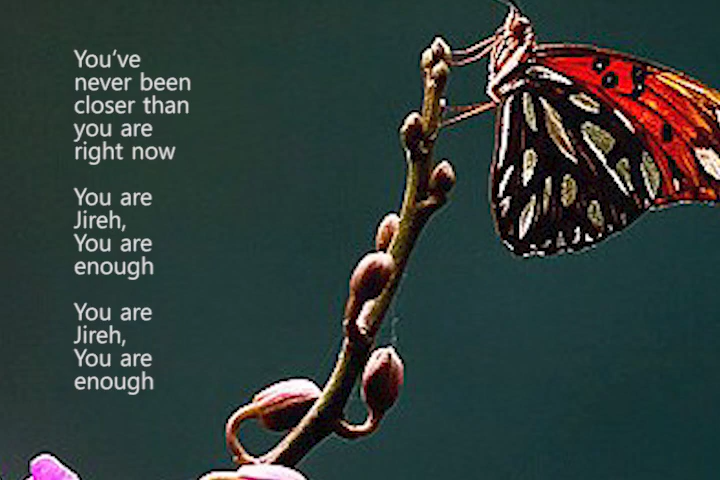 You've
never been
closer than
you are
right now
You are
Jireh,
You are
enough
You are
Jireh,
You are
enough